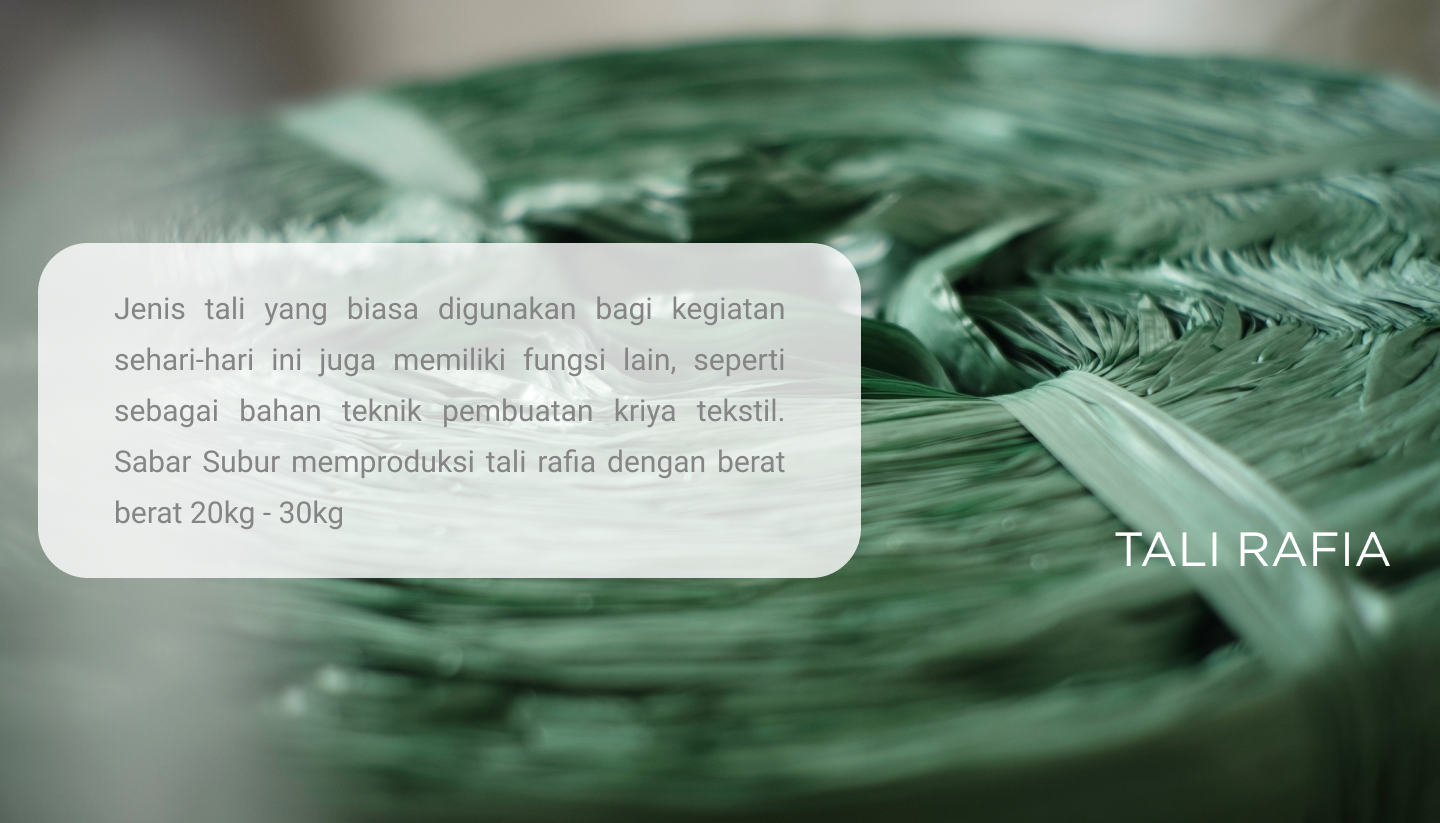 Jenis tali yang biasa digunakan bagi kegiatan
sehari-hari ini juga memiliki fungsi lain, seperti
sebagai bahan teknik pembuatan kriya tekstil.
Sabar Subur memproduksi tali rafia dengan berat
berat 20kg - 30kg
TALI RAFIA